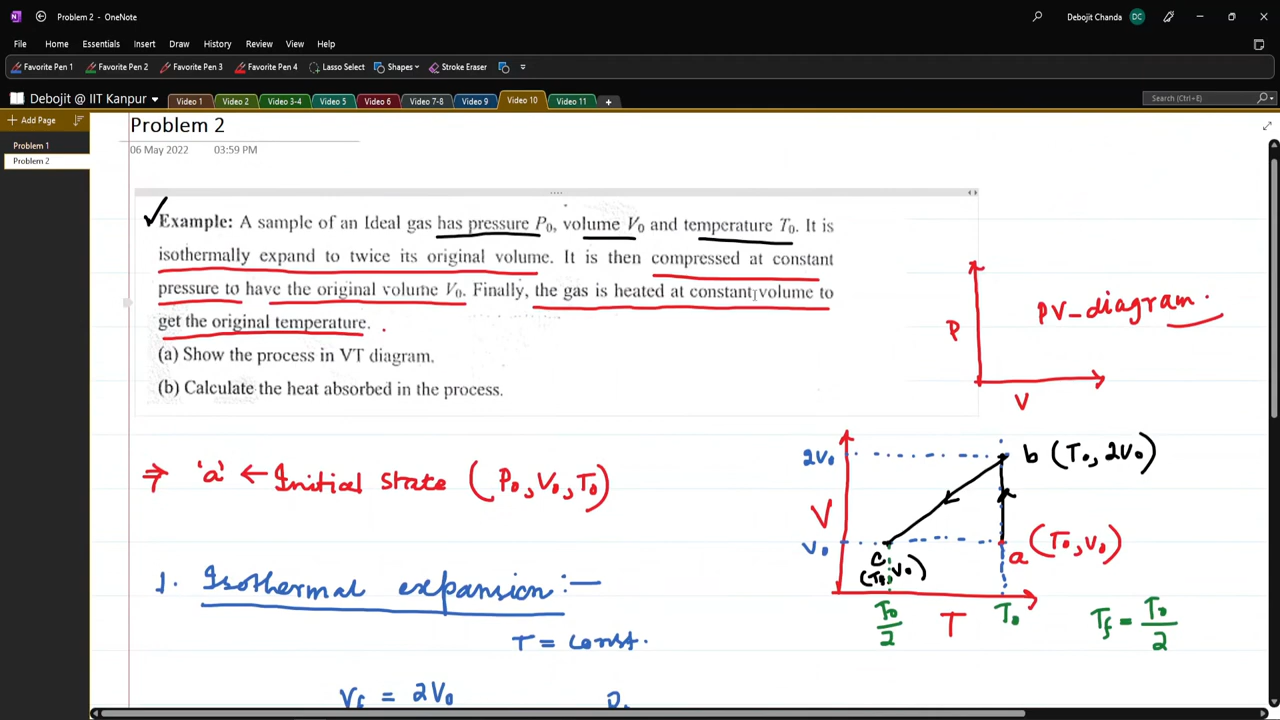 Problem 2 - OneNote
Debojit Chanda DC
File Home Essentials Insert Draw History Review View Help
Favorite Pen 1 Favorite Pen 2 Favorite Pen 3 Favorite Pen 4 Lasso Select Shapes Stroke Eraser
Debojit @ IIT Kanpur Video 1 Video 2 Video 3-4 Video 5 Video 6 Video 7-8 Video 9 Video 10 Video 11 + Search (Ctrl+E)
+ Add Page
Problem 1
Problem 2
Problem 2
06 May 2022 03:59 PM
Example: A sample of an Ideal gas has pressure P₀, volume V₀ and temperature T₀. It is
isothermally expand to twice its original volume. It is then compressed at constant
pressure to have the original volume V₀. Finally, the gas is heated at constant volume to
get the original temperature.
(a) Show the process in VT diagram.
(b) Calculate the heat absorbed in the process.
P
PV-diagram.
V
⇒ 'a' ← Initial state (P₀, V₀, T₀)
2V₀
b (T₀, 2V₀)
V
V₀
a (T₀, V₀)
c
T₀/2
T
T₀
T_f = T₀/2
1. Isothermal expansion :—
T = const.
V_f = 2V₀